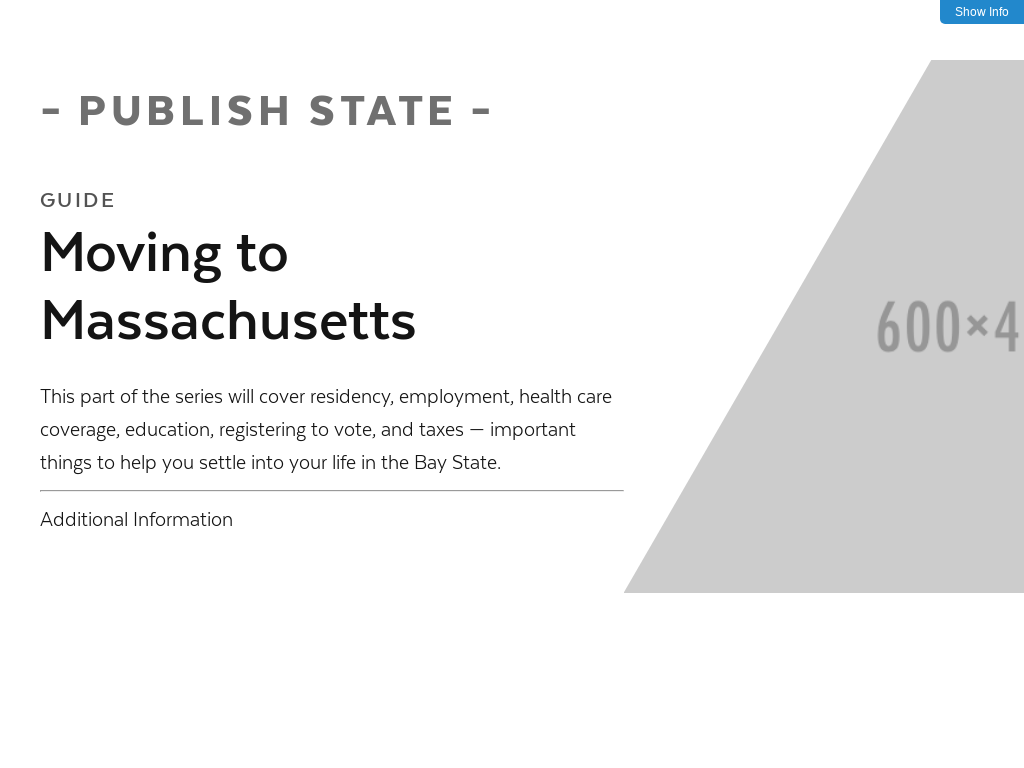 Show Info
- PUBLISH STATE -
GUIDE
Moving to
Massachusetts
This part of the series will cover residency, employment, health care
coverage, education, registering to vote, and taxes — important
things to help you settle into your life in the Bay State.
Additional Information
600×4